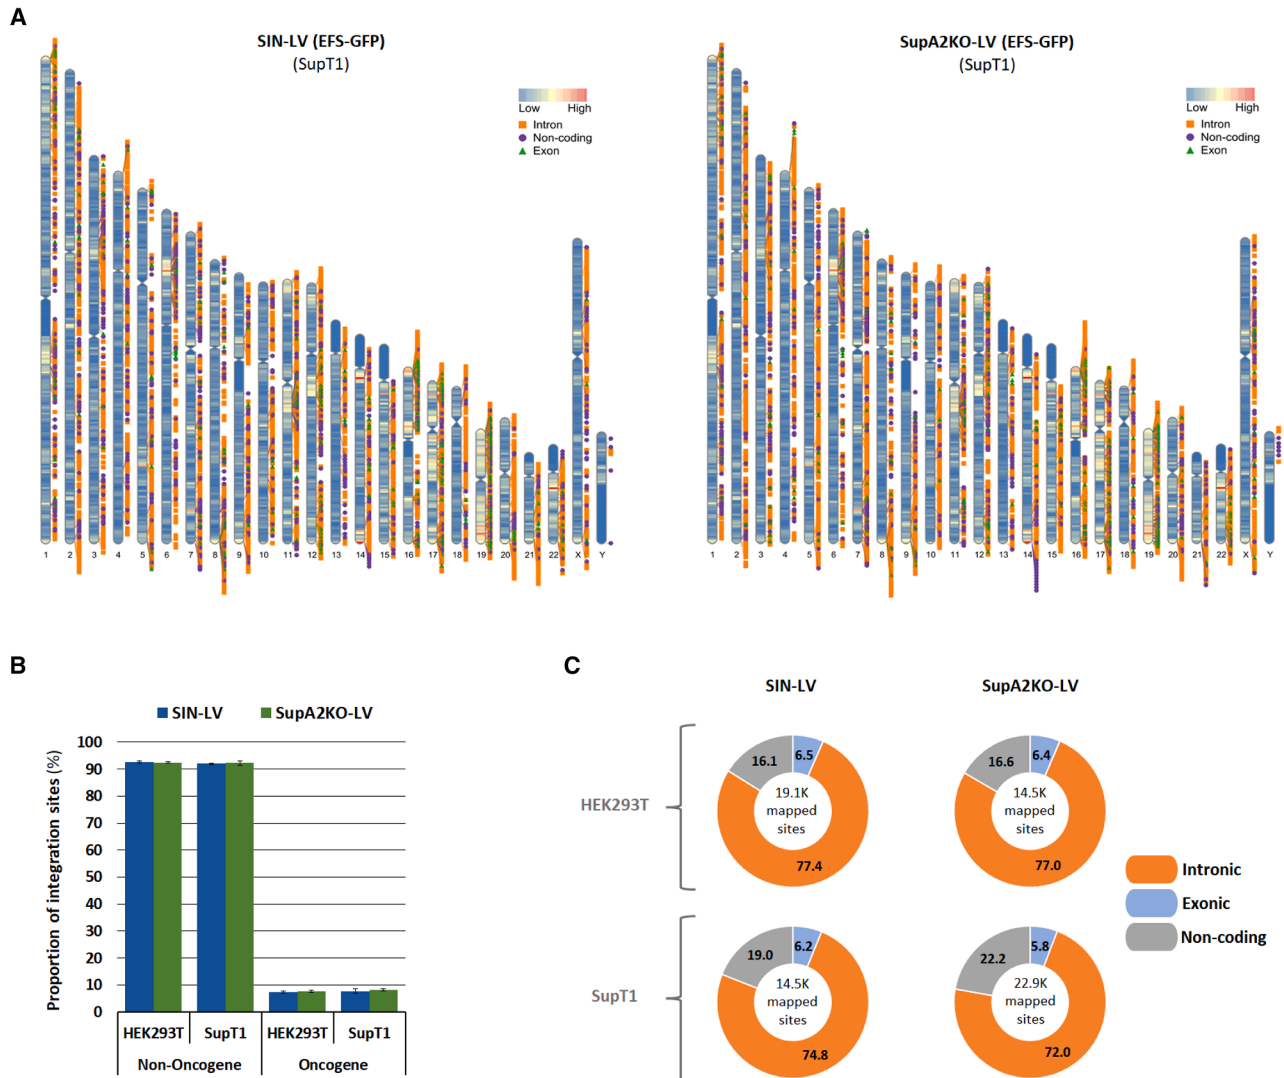 A
SIN-LV (EFS-GFP)
(SupT1)
Low High
Intron
Non-coding
Exon
1 2 3 4 5 6 7 8 9 10 11 12 13 14 15 16 17 18 19 20 21 22 X Y
SupA2KO-LV (EFS-GFP)
(SupT1)
Low High
Intron
Non-coding
Exon
1 2 3 4 5 6 7 8 9 10 11 12 13 14 15 16 17 18 19 20 21 22 X Y
B
SIN-LV SupA2KO-LV
Proportion of integration sites (%)
100
90
80
70
60
50
40
30
20
10
0
HEK293T SupT1 HEK293T SupT1
Non-Oncogene Oncogene
C
SIN-LV SupA2KO-LV
HEK293T
16.1 6.5
19.1K
mapped
sites
77.4
16.6 6.4
14.5K
mapped
sites
77.0
SupT1
19.0 6.2
14.5K
mapped
sites
74.8
22.2 5.8
22.9K
mapped
sites
72.0
Intronic
Exonic
Non-coding